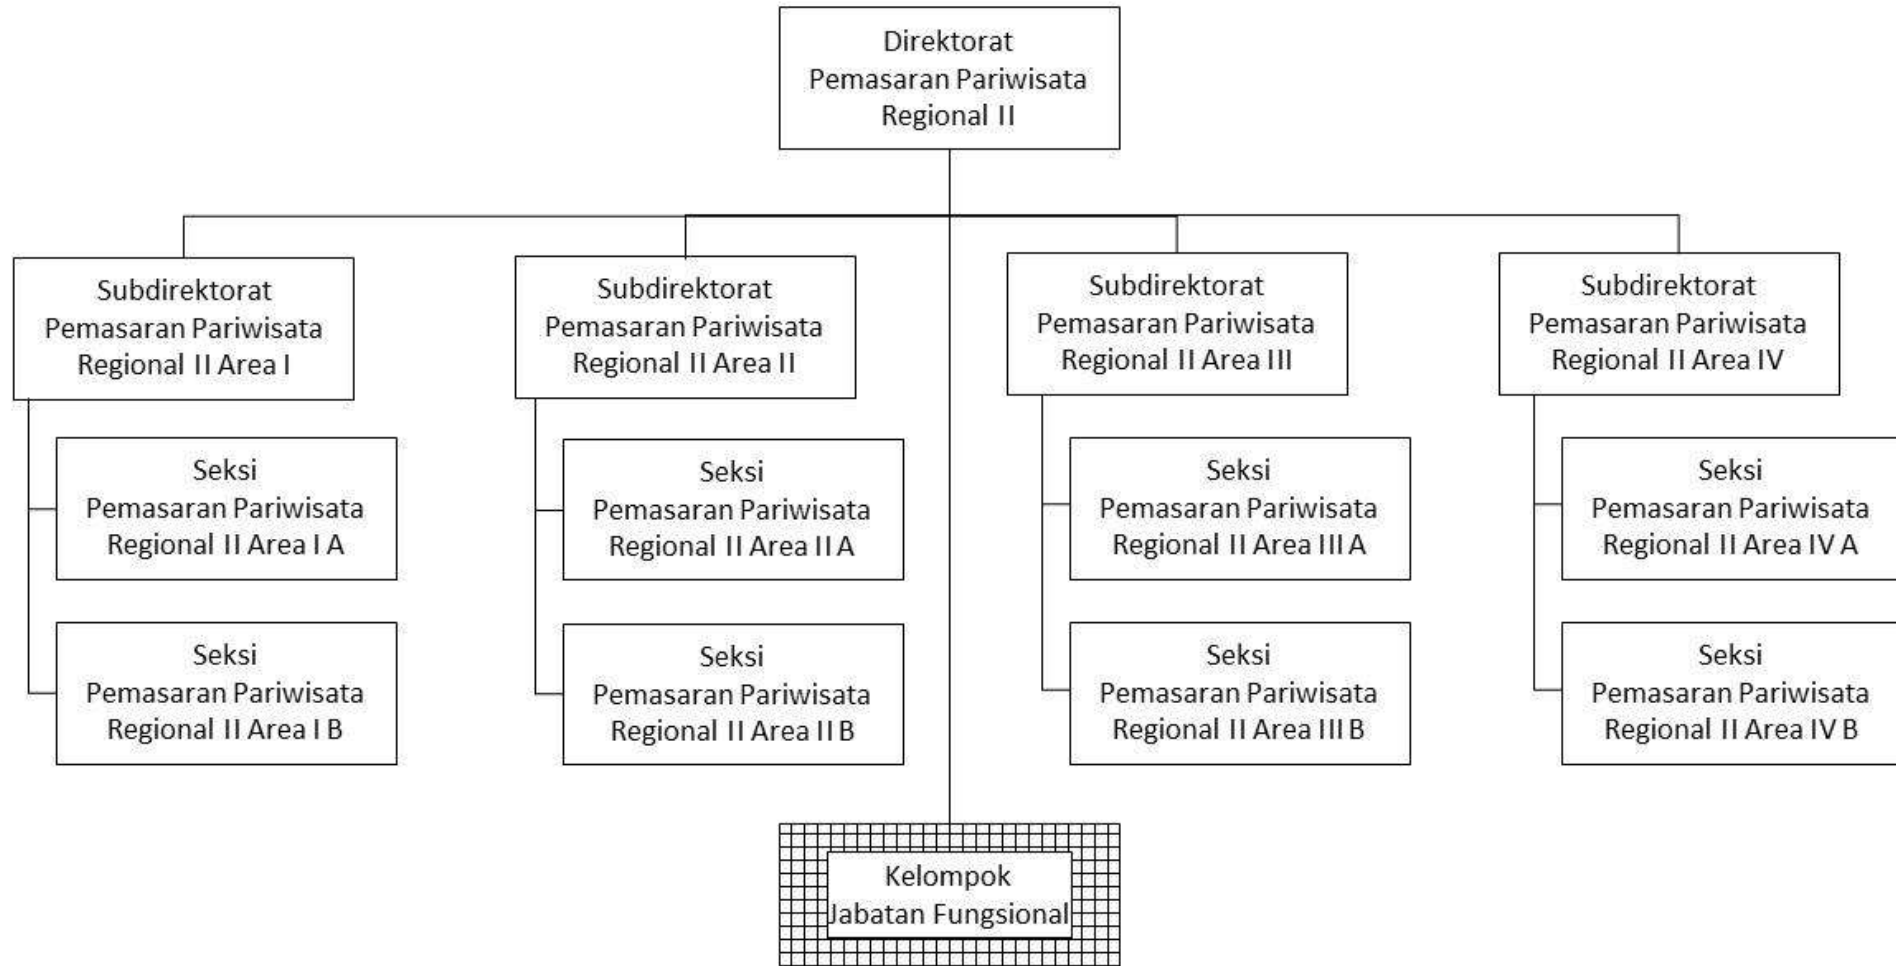 Direktorat
Pemasaran Pariwisata
Regional II
Subdirektorat
Pemasaran Pariwisata
Regional II Area I
Subdirektorat
Pemasaran Pariwisata
Regional II Area II
Subdirektorat
Pemasaran Pariwisata
Regional II Area III
Subdirektorat
Pemasaran Pariwisata
Regional II Area IV
Seksi
Pemasaran Pariwisata
Regional II Area I A
Seksi
Pemasaran Pariwisata
Regional II Area II A
Seksi
Pemasaran Pariwisata
Regional II Area III A
Seksi
Pemasaran Pariwisata
Regional II Area IV A
Seksi
Pemasaran Pariwisata
Regional II Area I B
Seksi
Pemasaran Pariwisata
Regional II Area II B
Seksi
Pemasaran Pariwisata
Regional II Area III B
Seksi
Pemasaran Pariwisata
Regional II Area IV B
Kelompok
Jabatan Fungsional